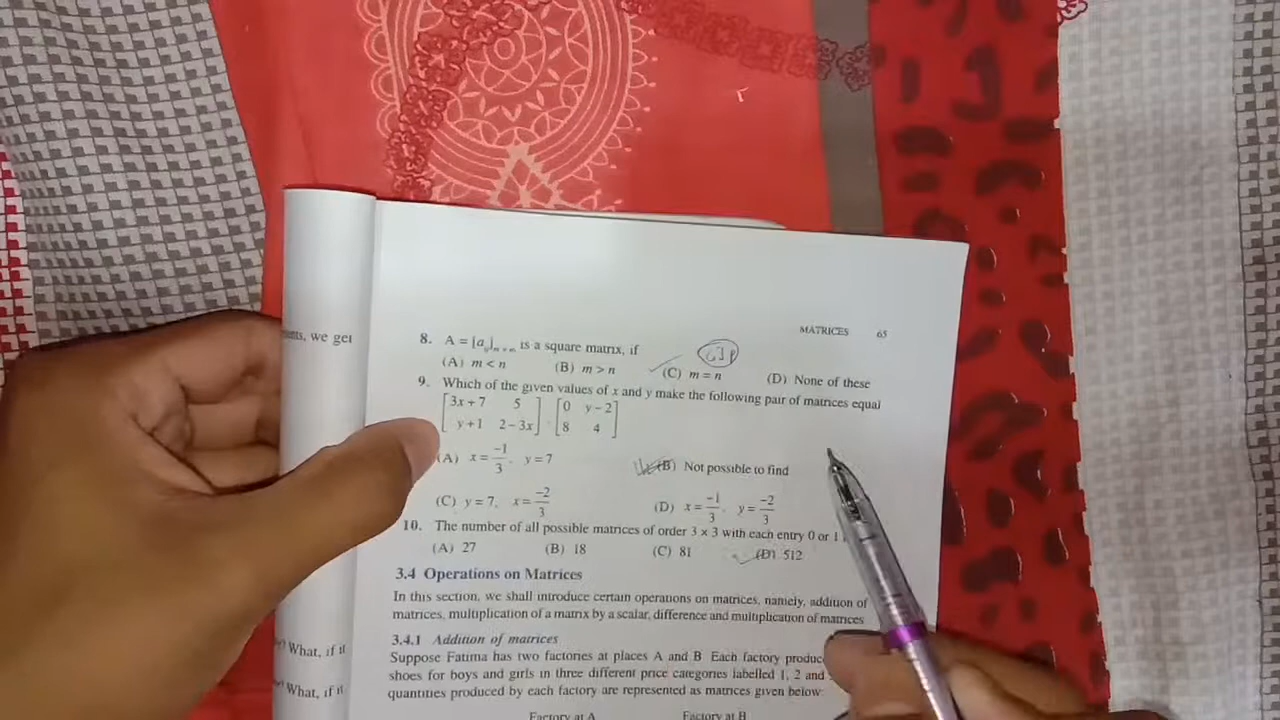 MATRICES 65
8. A = [aij]m × n is a square matrix, if
(A) m < n (B) m > n (C) m = n (D) None of these
9. Which of the given values of x and y make the following pair of matrices equal
[3x + 7 5] [0 y – 2]
[y + 1 2 – 3x], [8 4]
(A) x = -1/3, y = 7 (B) Not possible to find
(C) y = 7, x = -2/3 (D) x = -1/3, y = -2/3
10. The number of all possible matrices of order 3 × 3 with each entry 0 or 1
(A) 27 (B) 18 (C) 81 (D) 512
3.4 Operations on Matrices
In this section, we shall introduce certain operations on matrices, namely, addition of
matrices, multiplication of a matrix by a scalar, difference and multiplication of matrices
3.4.1 Addition of matrices
Suppose Fatima has two factories at places A and B. Each factory produc
shoes for boys and girls in three different price categories labelled 1, 2 and
quantities produced by each factory are represented as matrices given below:
Factory at A Factory at B
we get
What, if it
What, if it